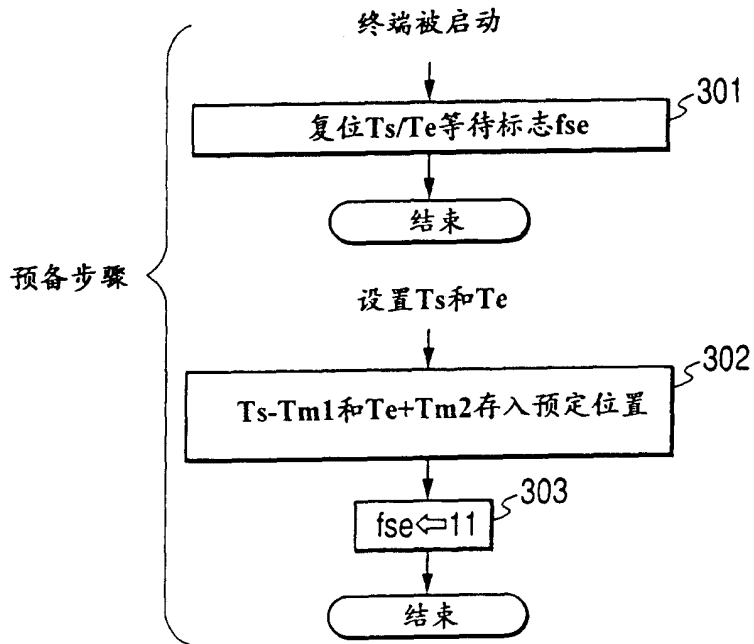 终端被启动
301
复位Ts/Te等待标志fse
结束
预备步骤
设置Ts和Te
302
Ts-Tm1和Te+Tm2存入预定位置
303
fse⇐11
结束